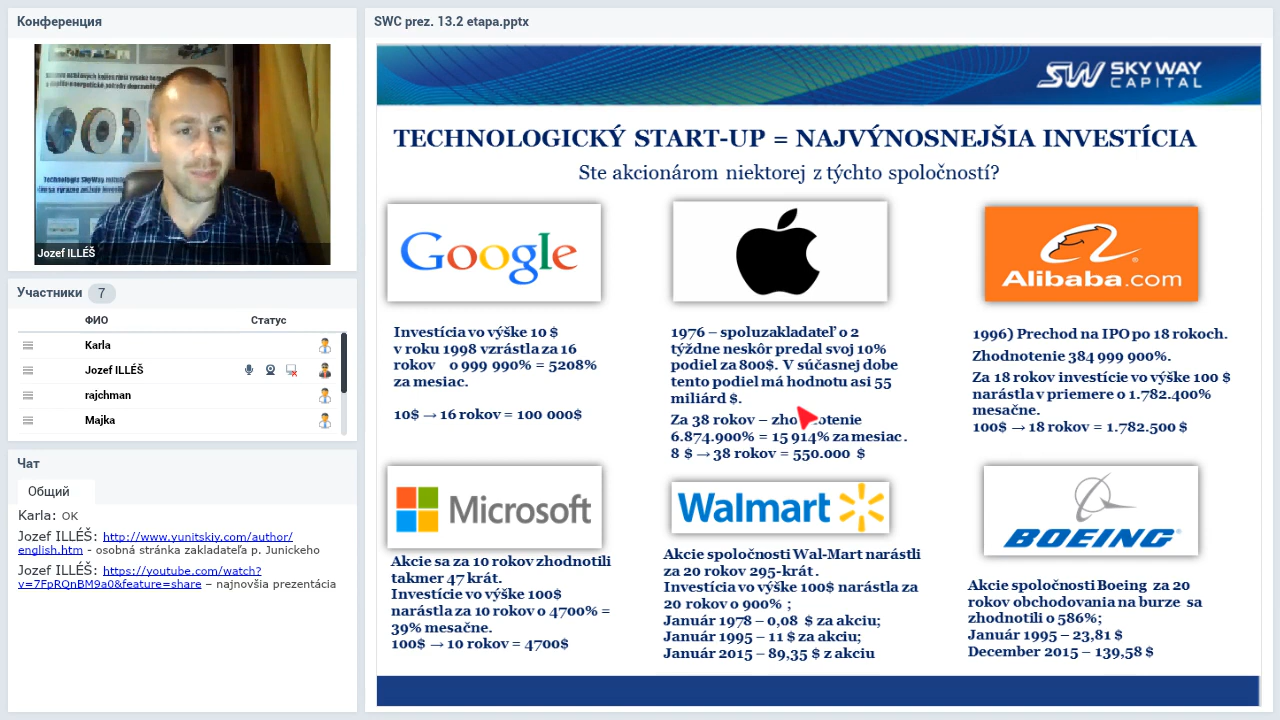 Конференция
Jozef ILLÉŠ
Участники 7
ФИО Статус
Karla
Jozef ILLÉŠ
rajchman
Majka
Чат
Общий
Karla: OK
Jozef ILLÉŠ: http://www.yunitskiy.com/author/
english.htm - osobná stránka zakladateľa p. Junického
Jozef ILLÉŠ: https://youtube.com/watch?
v=7FpRQnBM9a0&feature=share – najnovšia prezentácia
SWC prez. 13.2 etapa.pptx
SW SKY WAY
CAPITAL
TECHNOLOGICKÝ START-UP = NAJVÝNOSNEJŠIA INVESTÍCIA
Ste akcionárom niektorej z týchto spoločností?
Google
Investícia vo výške 10 $
v roku 1998 vzrástla za 16
rokov o 999 990% = 5208%
za mesiac.
10$ → 16 rokov = 100 000$
1976 – spoluzakladateľ o 2
týždne neskôr predal svoj 10%
podiel za 800$. V súčasnej dobe
tento podiel má hodnotu asi 55
miliárd $.
Za 38 rokov – zhodnotenie
6.874.900% = 15 914% za mesiac.
8 $ → 38 rokov = 550.000 $
Alibaba.com
1996) Prechod na IPO po 18 rokoch.
Zhodnotenie 384 999 900%.
Za 18 rokov investície vo výške 100 $
narástla v priemere o 1.782.400%
mesačne.
100$ → 18 rokov = 1.782.500 $
Microsoft
Akcie sa za 10 rokov zhodnotili
takmer 47 krát.
Investície vo výške 100$
narástla za 10 rokov o 4700% =
39% mesačne.
100$ → 10 rokov = 4700$
Walmart
Akcie spoločnosti Wal-Mart narástli
za 20 rokov 295-krát.
Investícia vo výške 100$ narástla za
20 rokov o 900% ;
Január 1978 – 0,08 $ za akciu;
Január 1995 – 11 $ za akciu;
Január 2015 – 89,35 $ z akciu
BOEING
Akcie spoločnosti Boeing za 20
rokov obchodovania na burze sa
zhodnotili o 586%;
Január 1995 – 23,81 $
December 2015 – 139,58 $